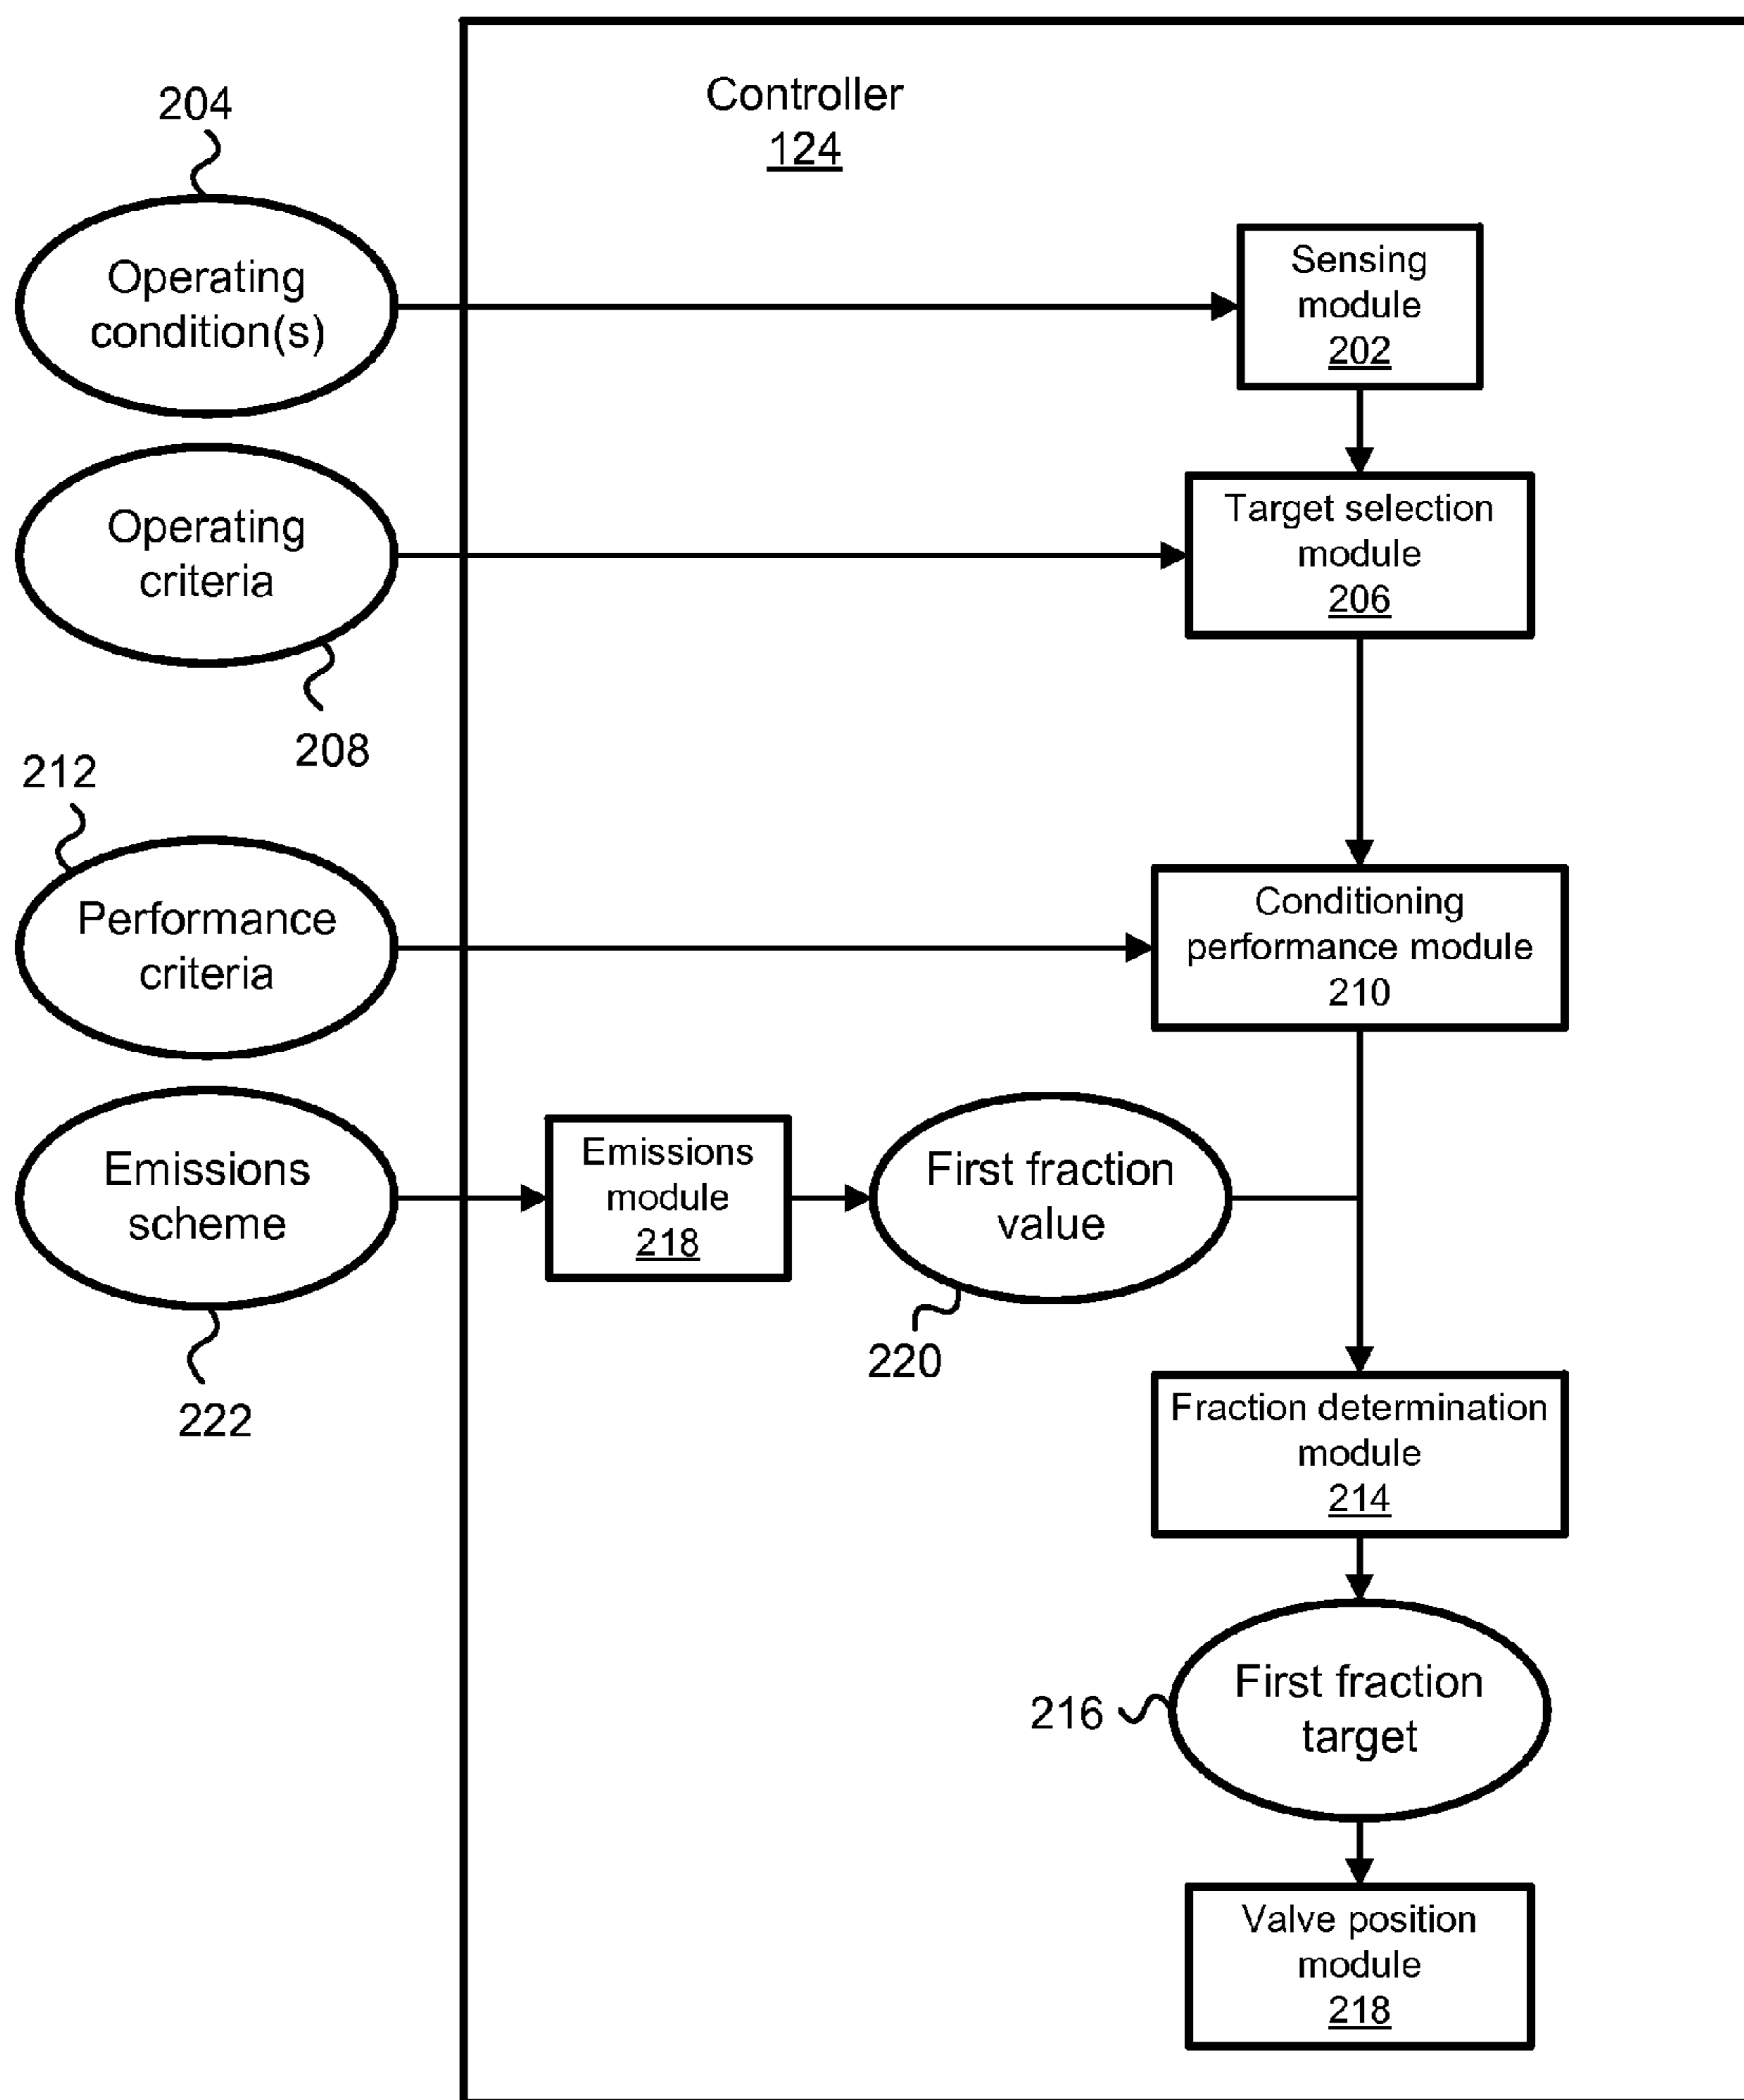 Controller
124
204
Operating
condition(s)
Sensing
module
202
Operating
criteria
208
Target selection
module
206
212
Performance
criteria
Conditioning
performance module
210
Emissions
scheme
222
Emissions
module
218
First fraction
value
220
Fraction determination
module
214
216
First fraction
target
Valve position
module
218